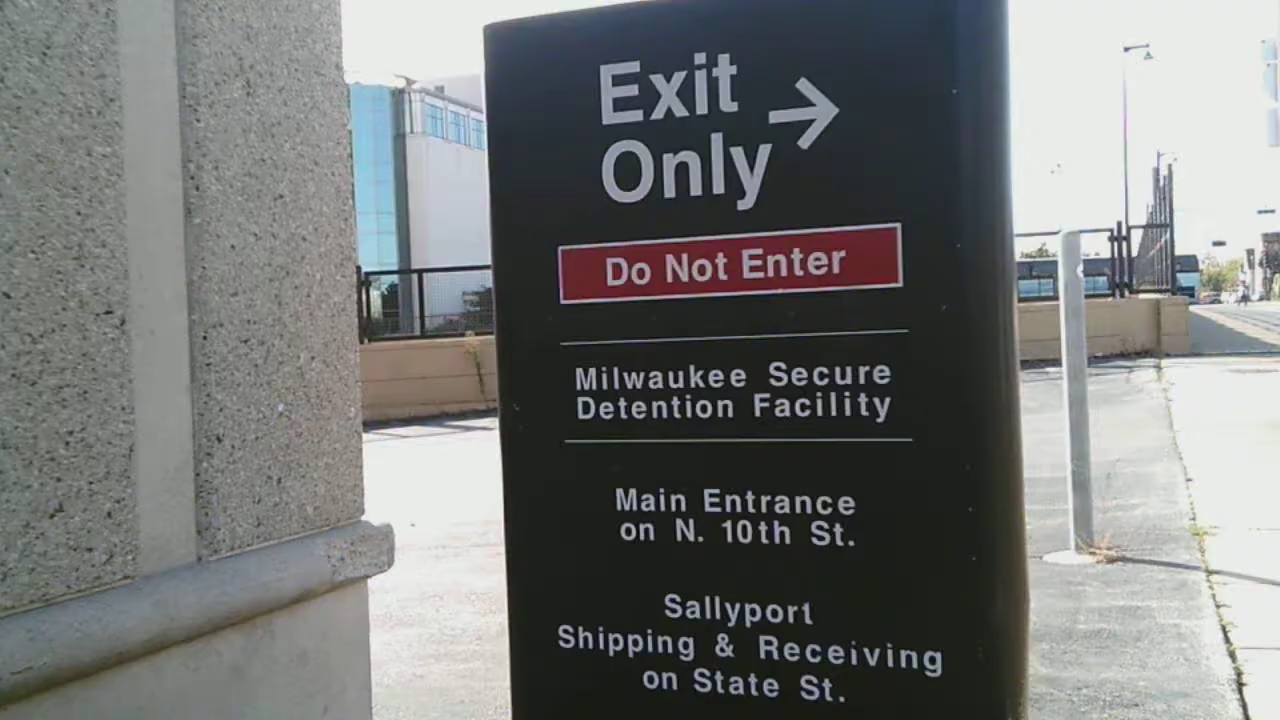 Exit
Only →
Do Not Enter
Milwaukee Secure
Detention Facility
Main Entrance
on N. 10th St.
Sallyport
Shipping & Receiving
on State St.